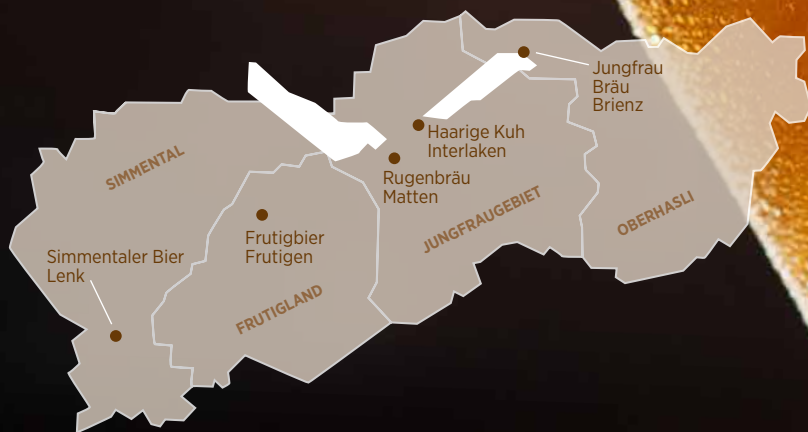 Jungfrau
Bräu
Brienz
Haarige Kuh
Interlaken
SIMMENTAL
Rugenbräu
Matten
JUNGFRAUGEBIET
OBERHASLI
Frutigbier
Frutigen
Simmentaler Bier
Lenk
FRUTIGLAND